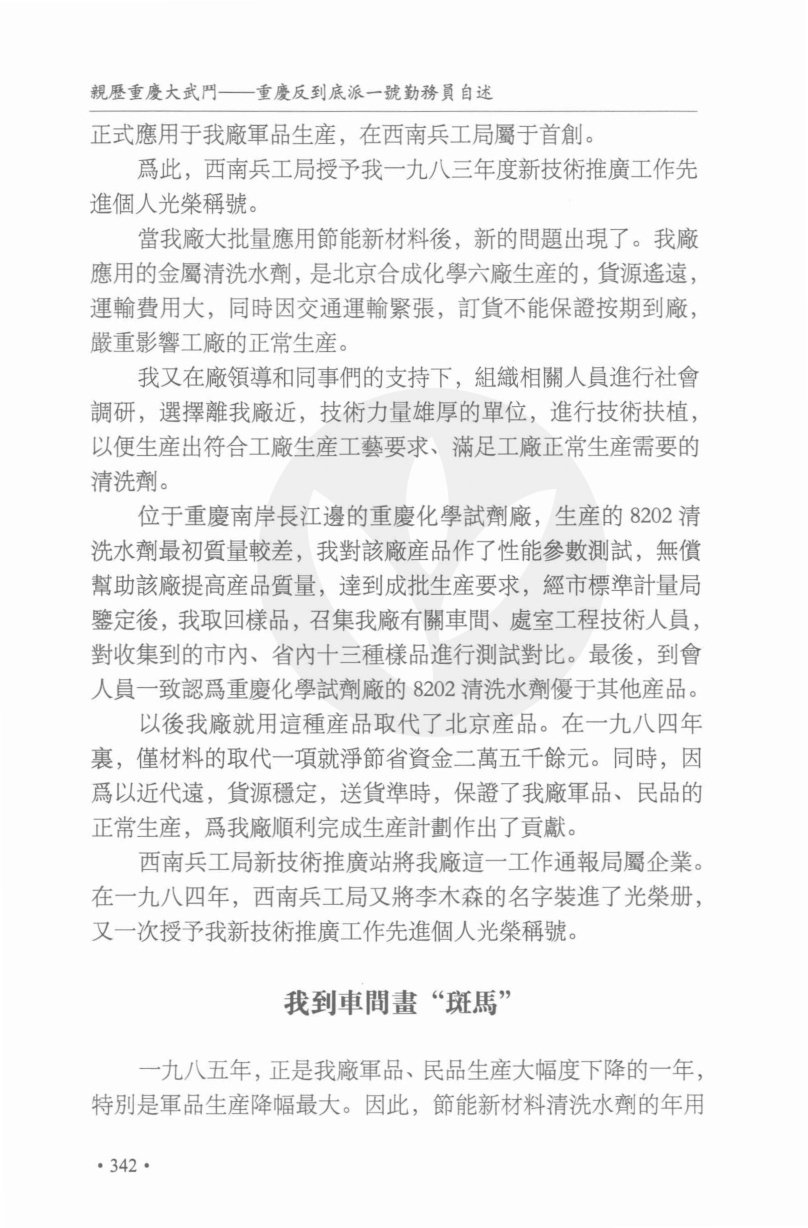 親歷重慶大武鬥——重慶反到底派一號勤務員自述
正式應用于我廠軍品生産，在西南兵工局屬于首創。
爲此，西南兵工局授予我一九八三年度新技術推廣工作先
進個人光榮稱號。
當我廠大批量應用節能新材料後，新的問題出現了。我廠
應用的金屬清洗水劑，是北京合成化學六廠生産的，貨源遙遠，
運輸費用大，同時因交通運輸緊張，訂貨不能保證按期到廠，
嚴重影響工廠的正常生産。
我又在廠領導和同事們的支持下，組織相關人員進行社會
調研，選擇離我廠近，技術力量雄厚的單位，進行技術扶植，
以便生産出符合工廠生産工藝要求、滿足工廠正常生産需要的
清洗劑。
位于重慶南岸長江邊的重慶化學試劑廠，生産的 8202 清
洗水劑最初質量較差，我對該廠産品作了性能參數測試，無償
幫助該廠提高産品質量，達到成批生産要求，經市標準計量局
鑒定後，我取回樣品，召集我廠有關車間、處室工程技術人員，
對收集到的市內、省內十三種樣品進行測試對比。最後，到會
人員一致認爲重慶化學試劑廠的 8202 清洗水劑優于其他産品。
以後我廠就用這種産品取代了北京産品。在一九八四年
裏，僅材料的取代一項就淨節省資金二萬五千餘元。同時，因
爲以近代遠，貨源穩定，送貨準時，保證了我廠軍品、民品的
正常生産，爲我廠順利完成生産計劃作出了貢獻。
西南兵工局新技術推廣站將我廠這一工作通報局屬企業。
在一九八四年，西南兵工局又將李木森的名字裝進了光榮册，
又一次授予我新技術推廣工作先進個人光榮稱號。
我到車間畫“斑馬”
一九八五年，正是我廠軍品、民品生産大幅度下降的一年，
特別是軍品生産降幅最大。因此，節能新材料清洗水劑的年用
• 342 •